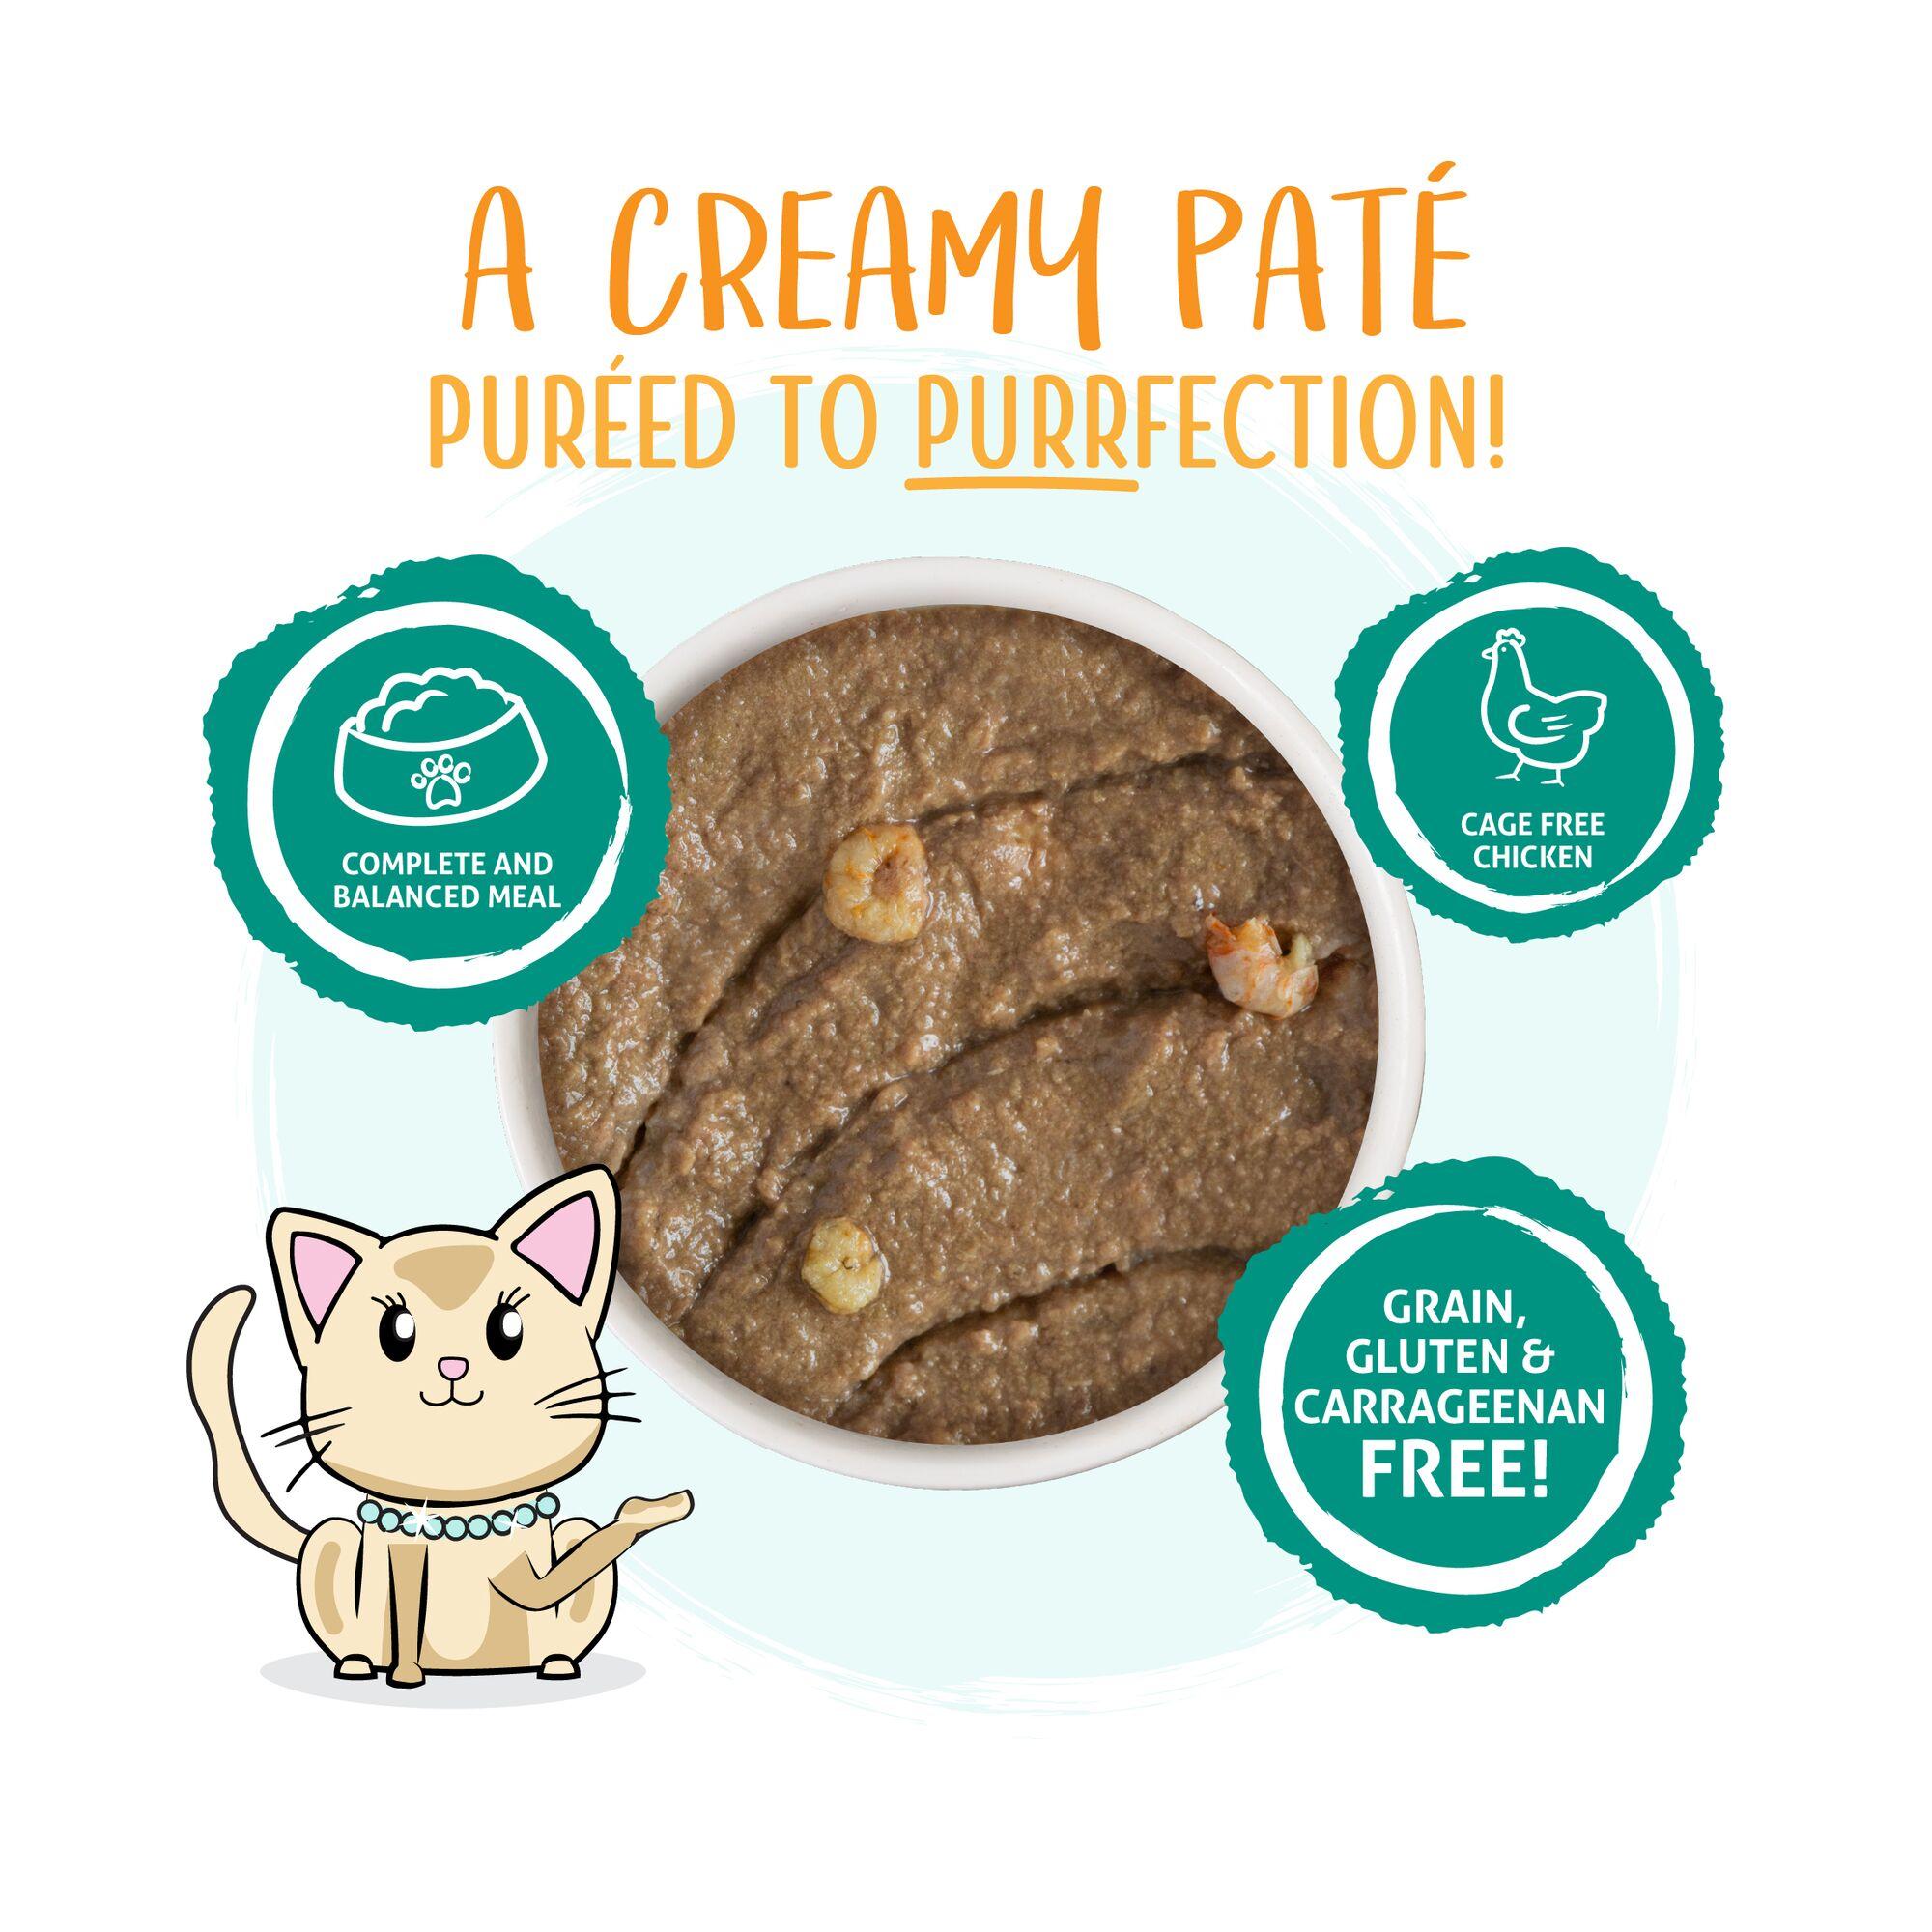 A CREAMY PATÉ
PURÉED TO PURRFECTION!
COMPLETE AND
BALANCED MEAL
CAGE FREE
CHICKEN
GRAIN,
GLUTEN &
CARRAGEENAN
FREE!